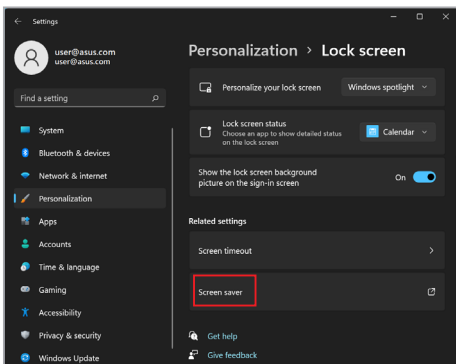 Settings
user@asus.com
user@asus.com
Find a setting
System
Bluetooth & devices
Network & internet
Personalization
Apps
Accounts
Time & language
Gaming
Accessibility
Privacy & security
Windows Update
Personalization > Lock screen
Personalize your lock screen
Windows spotlight
Lock screen status
Choose an app to show detailed status
on the lock screen
Calendar
Show the lock screen background
picture on the sign-in screen
On
Related settings
Screen timeout
Screen saver
Get help
Give feedback